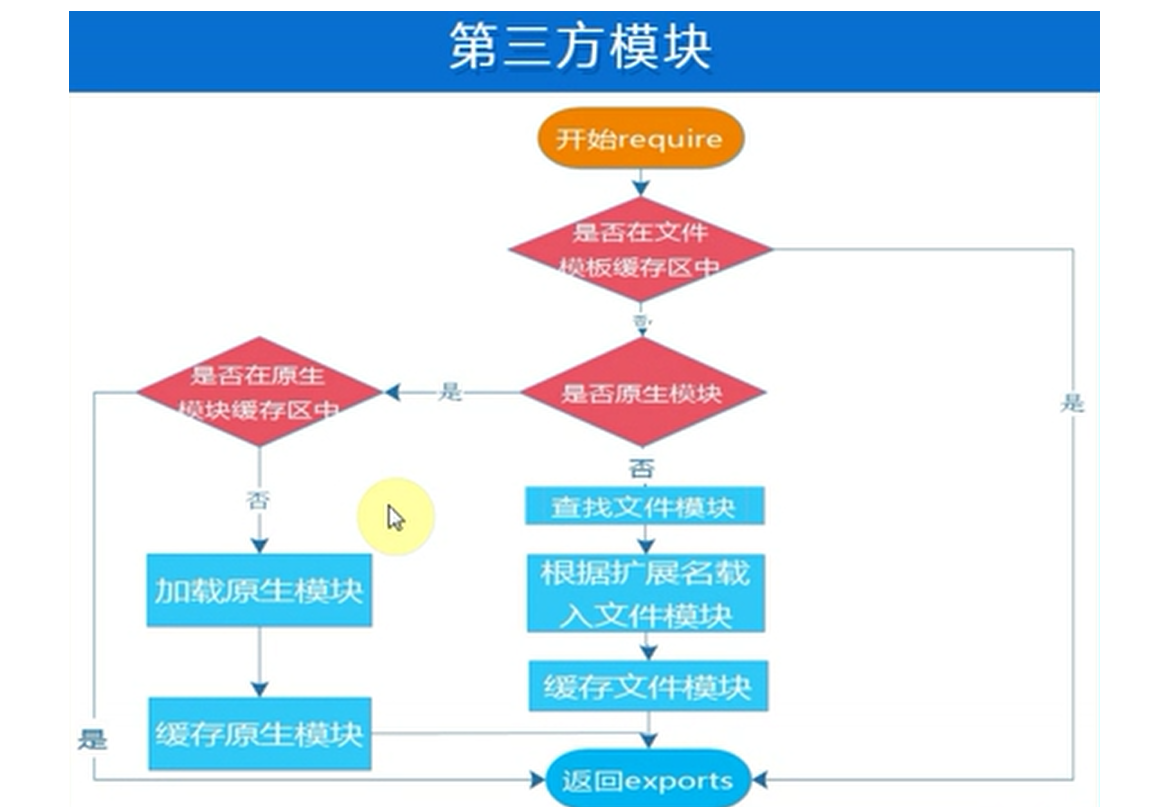 第三方模块
开始require
是否在文件
模板缓存区中
否
是否在原生
模块缓存区中
是
是否原生模块
是
否
否
查找文件模块
加载原生模块
根据扩展名载
入文件模块
缓存文件模块
缓存原生模块
是
返回exports